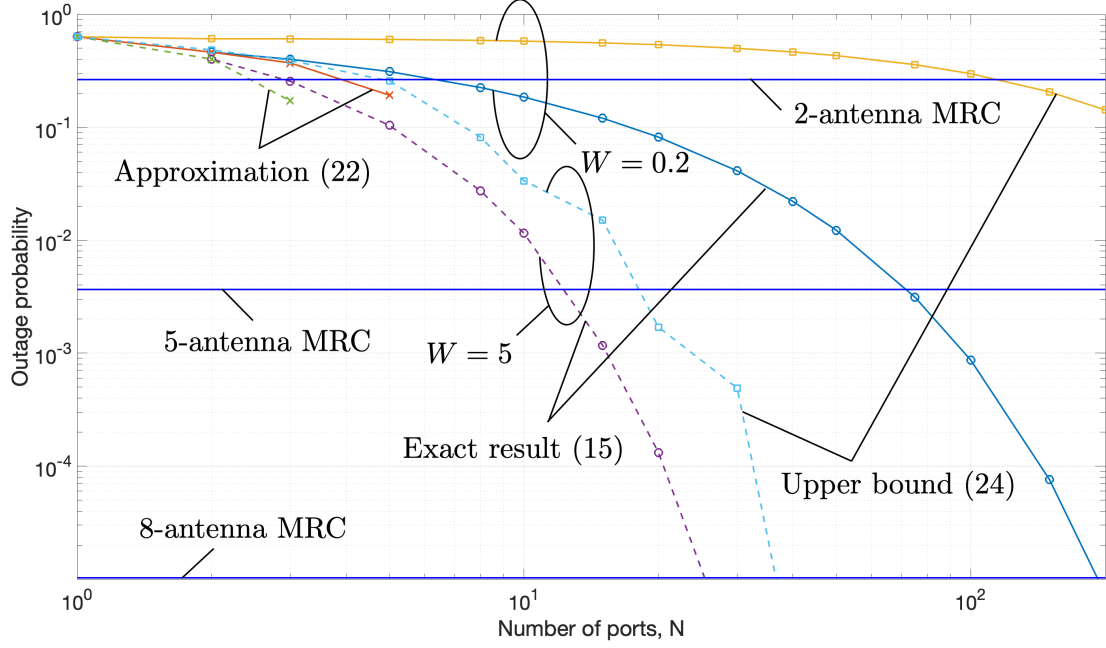 10^0
10^-1
10^-2
10^-3
10^-4
Outage probability
2-antenna MRC
Approximation (22)
W = 0.2
5-antenna MRC
W = 5
Exact result (15)
Upper bound (24)
8-antenna MRC
10^0
10^1
10^2
Number of ports, N